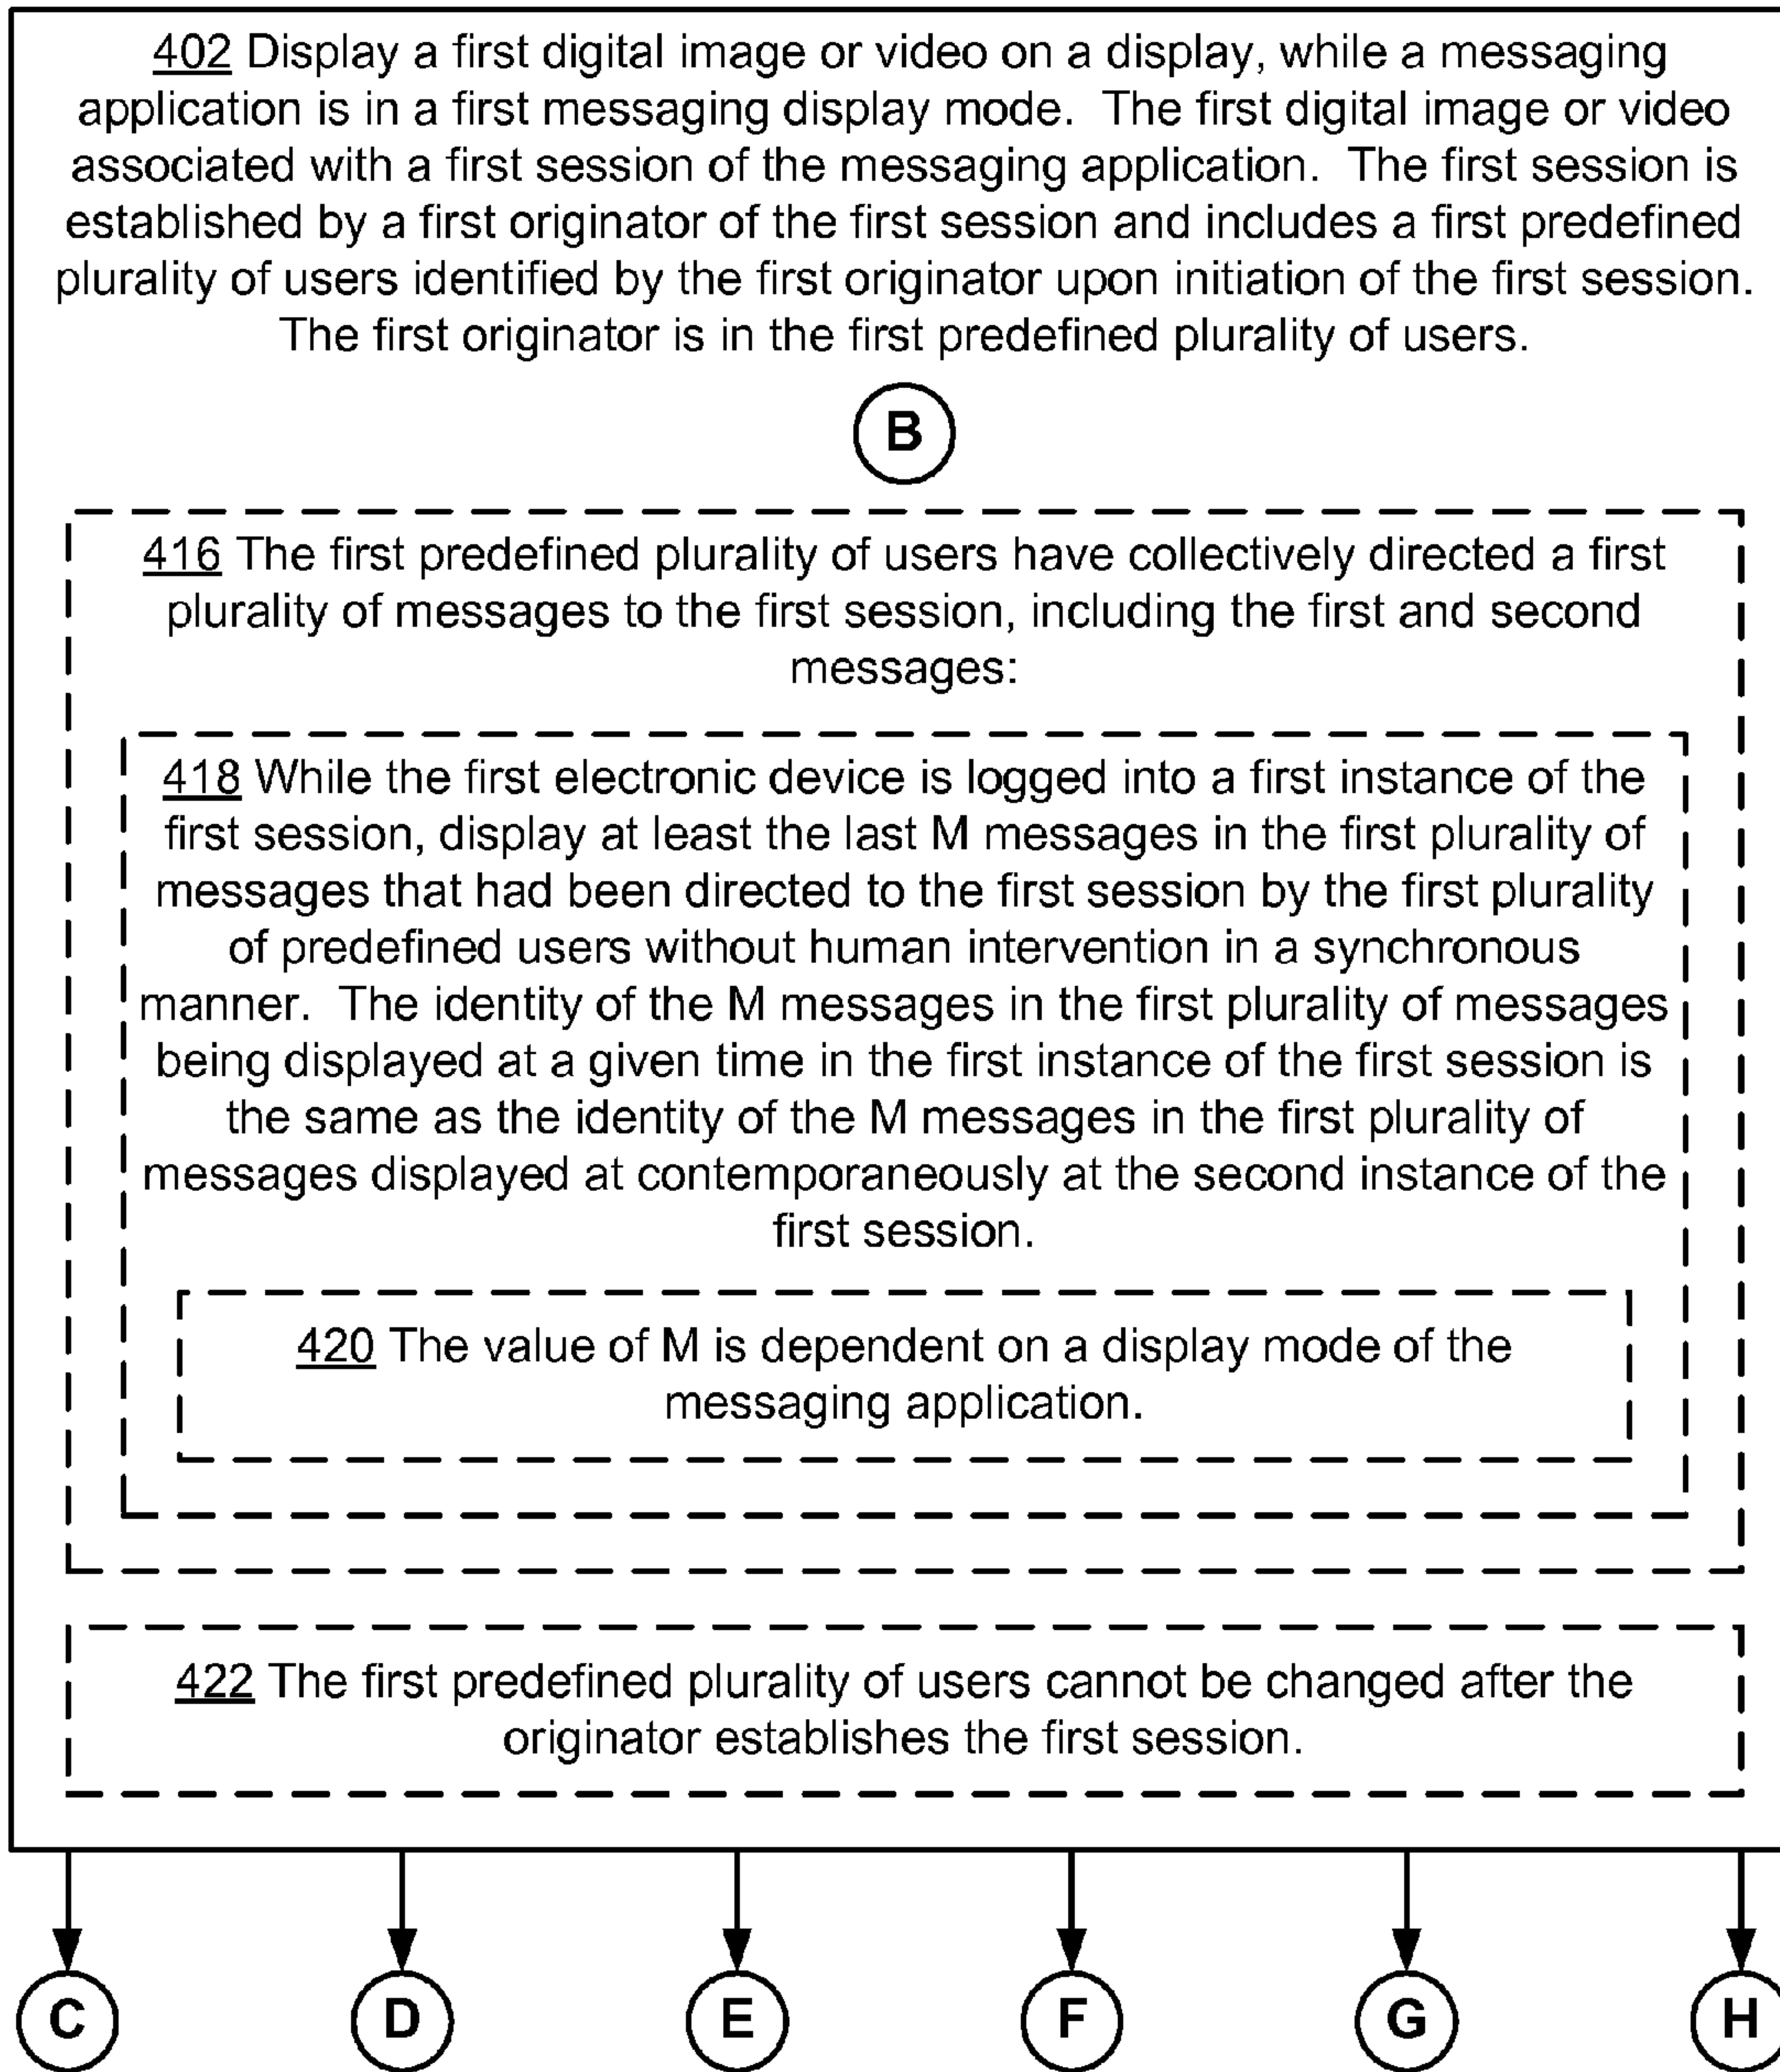 402 Display a first digital image or video on a display, while a messaging
application is in a first messaging display mode.  The first digital image or video
associated with a first session of the messaging application.  The first session is
established by a first originator of the first session and includes a first predefined
plurality of users identified by the first originator upon initiation of the first session.
The first originator is in the first predefined plurality of users.
B
416 The first predefined plurality of users have collectively directed a first
plurality of messages to the first session, including the first and second
messages:
418 While the first electronic device is logged into a first instance of the
first session, display at least the last M messages in the first plurality of
messages that had been directed to the first session by the first plurality
of predefined users without human intervention in a synchronous
manner.  The identity of the M messages in the first plurality of messages
being displayed at a given time in the first instance of the first session is
the same as the identity of the M messages in the first plurality of
messages displayed at contemporaneously at the second instance of the
first session.
420 The value of M is dependent on a display mode of the
messaging application.
422 The first predefined plurality of users cannot be changed after the
originator establishes the first session.
C D E F G H